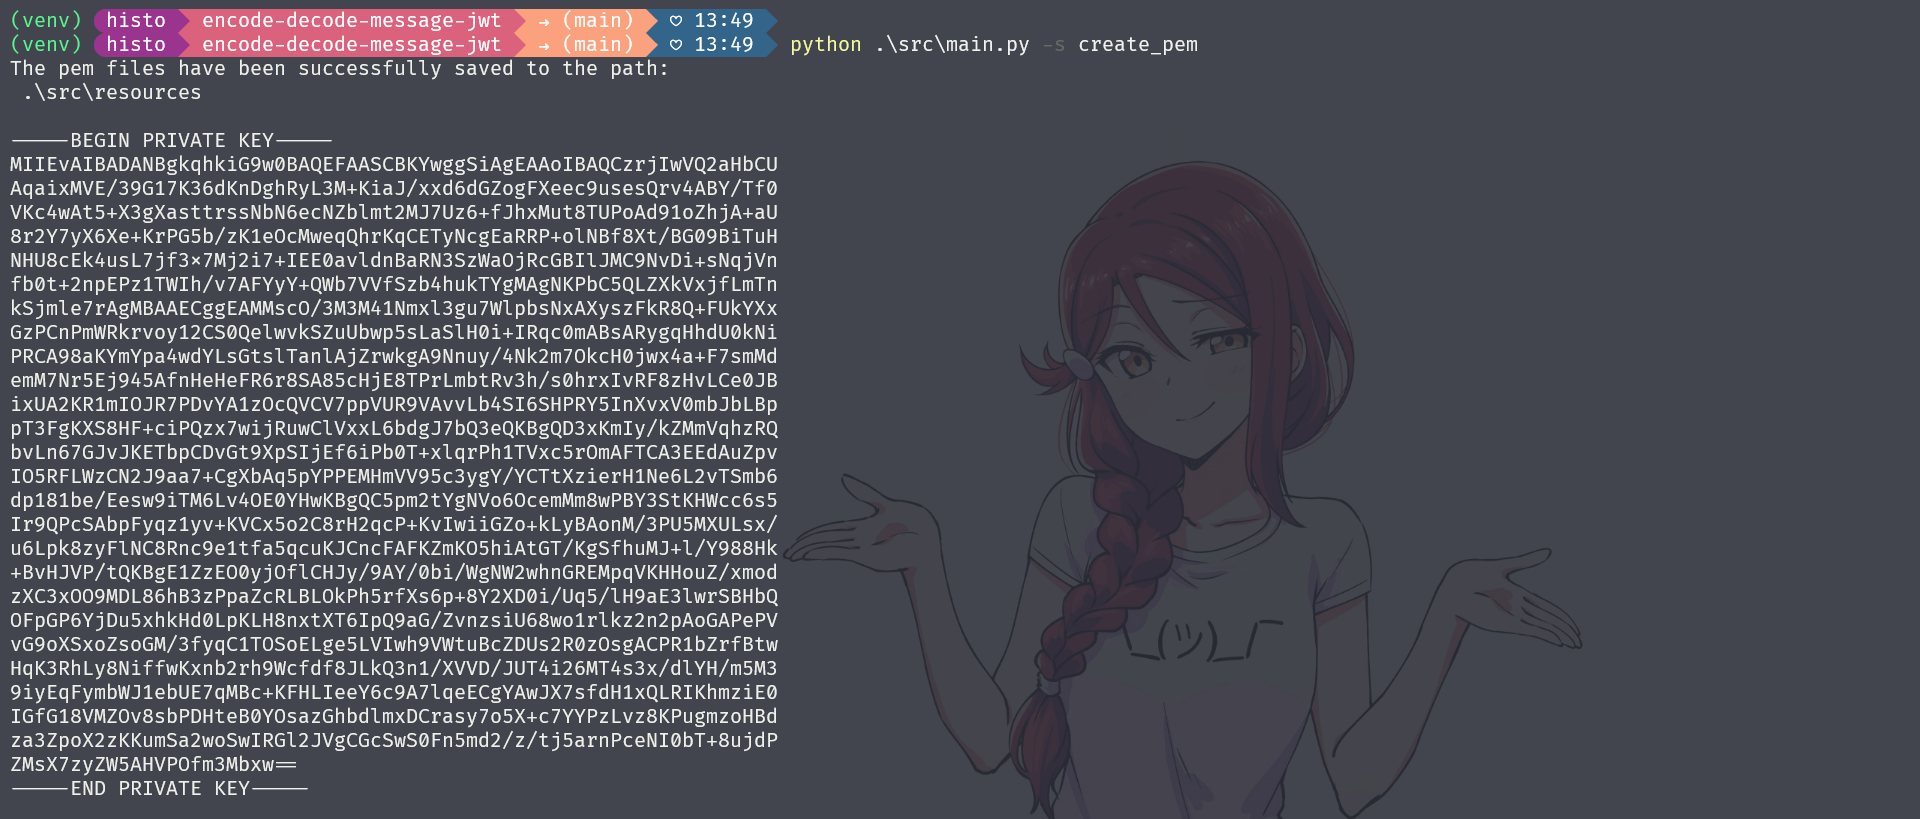 (venv) histo encode-decode-message-jwt → (main) ♡ 13:49
(venv) histo encode-decode-message-jwt → (main) ♡ 13:49 python .\src\main.py -s create_pem
The pem files have been successfully saved to the path:
.\src\resources
-----BEGIN PRIVATE KEY-----
MIIEvAIBADANBgkqhkiG9w0BAQEFAASCBKYwggSiAgEAAoIBAQCzrjIwVQ2aHbCU
AqaixMVE/39G17K36dKnDghRyL3M+KiaJ/xxd6dGZogFXeec9usesQrv4ABY/Tf0
VKc4wAt5+X3gXasttrssNbN6ecNZblmt2MJ7Uz6+fJhxMut8TUPoAd91oZhjA+aU
8r2Y7yX6Xe+KrPG5b/zK1eOcMweqQhrKqCETyNcgEaRRP+olNBf8Xt/BG09BiTuH
NHU8cEk4usL7jf3x7Mj2i7+IEE0avldnBaRN3SzWaOjRcGBIlJMC9NvDi+sNqjVn
fb0t+2npEPz1TWIh/v7AFYyY+QWb7VVfSzb4hukTYgMAgNKPbC5QLZXkVxjfLmTn
kSjmle7rAgMBAAECggEAMMscO/3M3M41Nmxl3gu7WlpbsNxAXyszFkR8Q+FUkYXx
GzPCnPmWRkrvoy12CS0QelwvkSZuUbwp5sLaSlH0i+IRqc0mABsARygqHhdU0kNi
PRCA98aKYmYpa4wdYLsGtslTanlAjZrwkgA9Nnuy/4Nk2m7OkcH0jwx4a+F7smMd
emM7Nr5Ej945AfnHeHeFR6r8SA85cHjE8TPrLmbtRv3h/s0hrxIvRF8zHvLCe0JB
ixUA2KR1mIOJR7PDvYA1zOcQVCV7ppVUR9VAvvLb4SI6SHPRY5InXvxV0mbJbLBp
pT3FgKXS8HF+ciPQzx7wijRuwClVxxL6bdgJ7bQ3eQKBgQD3xKmIy/kZMmVqhzRQ
bvLn67GJvJKETbpCDvGt9XpSIjEf6iPb0T+xlqrPh1TVxc5rOmAFTCA3EEdAuZpv
IO5RFLWzCN2J9aa7+CgXbAq5pYPPEMHmVV95c3ygY/YCTtXzierH1Ne6L2vTSmb6
dp181be/Eesw9iTM6Lv4OE0YHwKBgQC5pm2tYgNVo6OcemMm8wPBY3StKHWcc6s5
Ir9QPcSAbpFyqz1yv+KVCx5o2C8rH2qcP+KvIwiiGZo+kLyBAonM/3PU5MXULsx/
u6Lpk8zyFlNC8Rnc9e1tfa5qcuKJCncFAFKZmKO5hiAtGT/KgSfhuMJ+l/Y988Hk
+BvHJVP/tQKBgE1ZzEO0yjOflCHJy/9AY/0bi/WgNW2whnGREMpqVKHHouZ/xmod
zXC3xOO9MDL86hB3zPpaZcRLBLOkPh5rfXs6p+8Y2XD0i/Uq5/lH9aE3lwrSBHbQ
OFpGP6YjDu5xhkHd0LpKLH8nxtXT6IpQ9aG/ZvnzsiU68wo1rlkz2n2pAoGAPePV
vG9oXSxoZsoGM/3fyqC1TOSoELge5LVIwh9VWtuBcZDUs2R0zOsgACPR1bZrfBtw
HqK3RhLy8NiffwKxnb2rh9Wcfdf8JLkQ3n1/XVVD/JUT4i26MT4s3x/dlYH/m5M3
9iyEqFymbWJ1ebUE7qMBc+KFHLIeeY6c9A7lqeECgYAwJX7sfdH1xQLRIKhmziE0
IGfG18VMZOv8sbPDHteB0YOsazGhbdlmxDCrasy7o5X+c7YYPzLvz8KPugmzoHBd
za3ZpoX2zKKumSa2woSwIRGl2JVgCGcSwS0Fn5md2/z/tj5arnPceNI0bT+8ujdP
ZMsX7zyZW5AHVPOfm3Mbxw==
-----END PRIVATE KEY-----
¯\_(ツ)_/¯